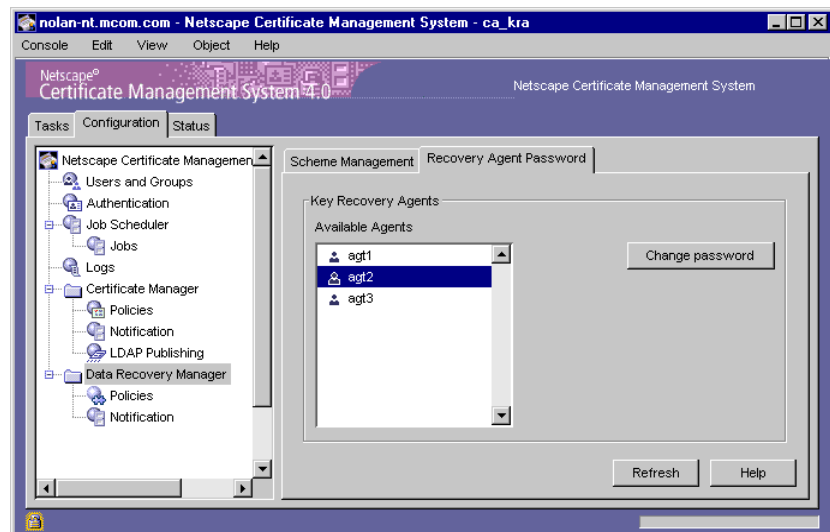 nolan-nt.mcom.com - Netscape Certificate Management System - ca_kra
Console Edit View Object Help
Netscape®
Certificate Management System 4.0
Netscape Certificate Management System
Tasks Configuration Status
Netscape Certificate Managemen
Users and Groups
Authentication
Job Scheduler
Jobs
Logs
Certificate Manager
Policies
Notification
LDAP Publishing
Data Recovery Manager
Policies
Notification
Scheme Management Recovery Agent Password
Key Recovery Agents
Available Agents
agt1
agt2
agt3
Change password
Refresh Help